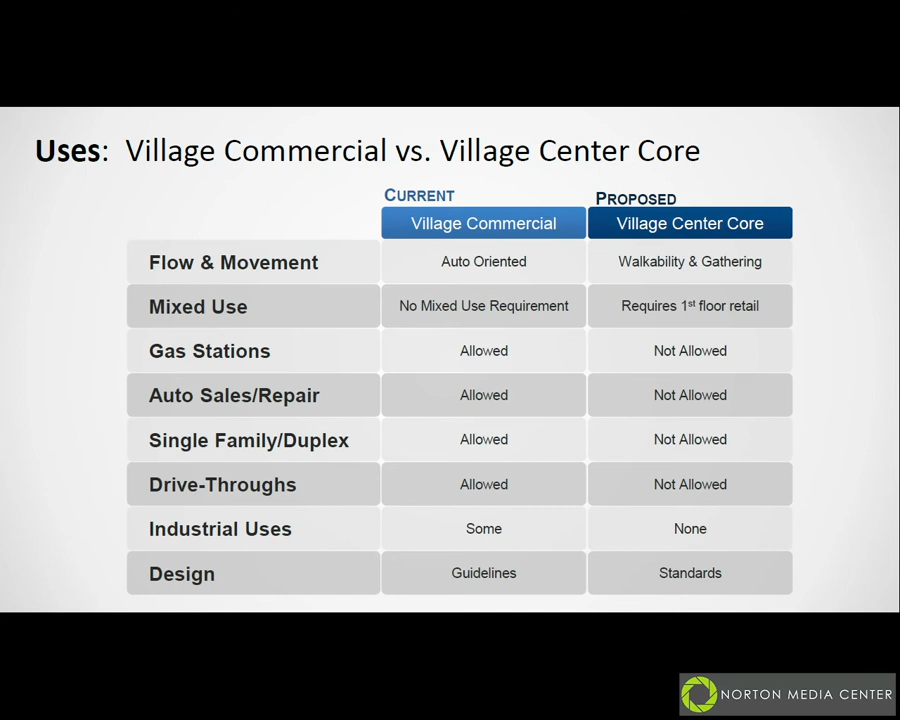 Uses: Village Commercial vs. Village Center Core
CURRENT PROPOSED
Village Commercial Village Center Core
Flow & Movement Auto Oriented Walkability & Gathering
Mixed Use No Mixed Use Requirement Requires 1st floor retail
Gas Stations Allowed Not Allowed
Auto Sales/Repair Allowed Not Allowed
Single Family/Duplex Allowed Not Allowed
Drive-Throughs Allowed Not Allowed
Industrial Uses Some None
Design Guidelines Standards
NORTON MEDIA CENTER